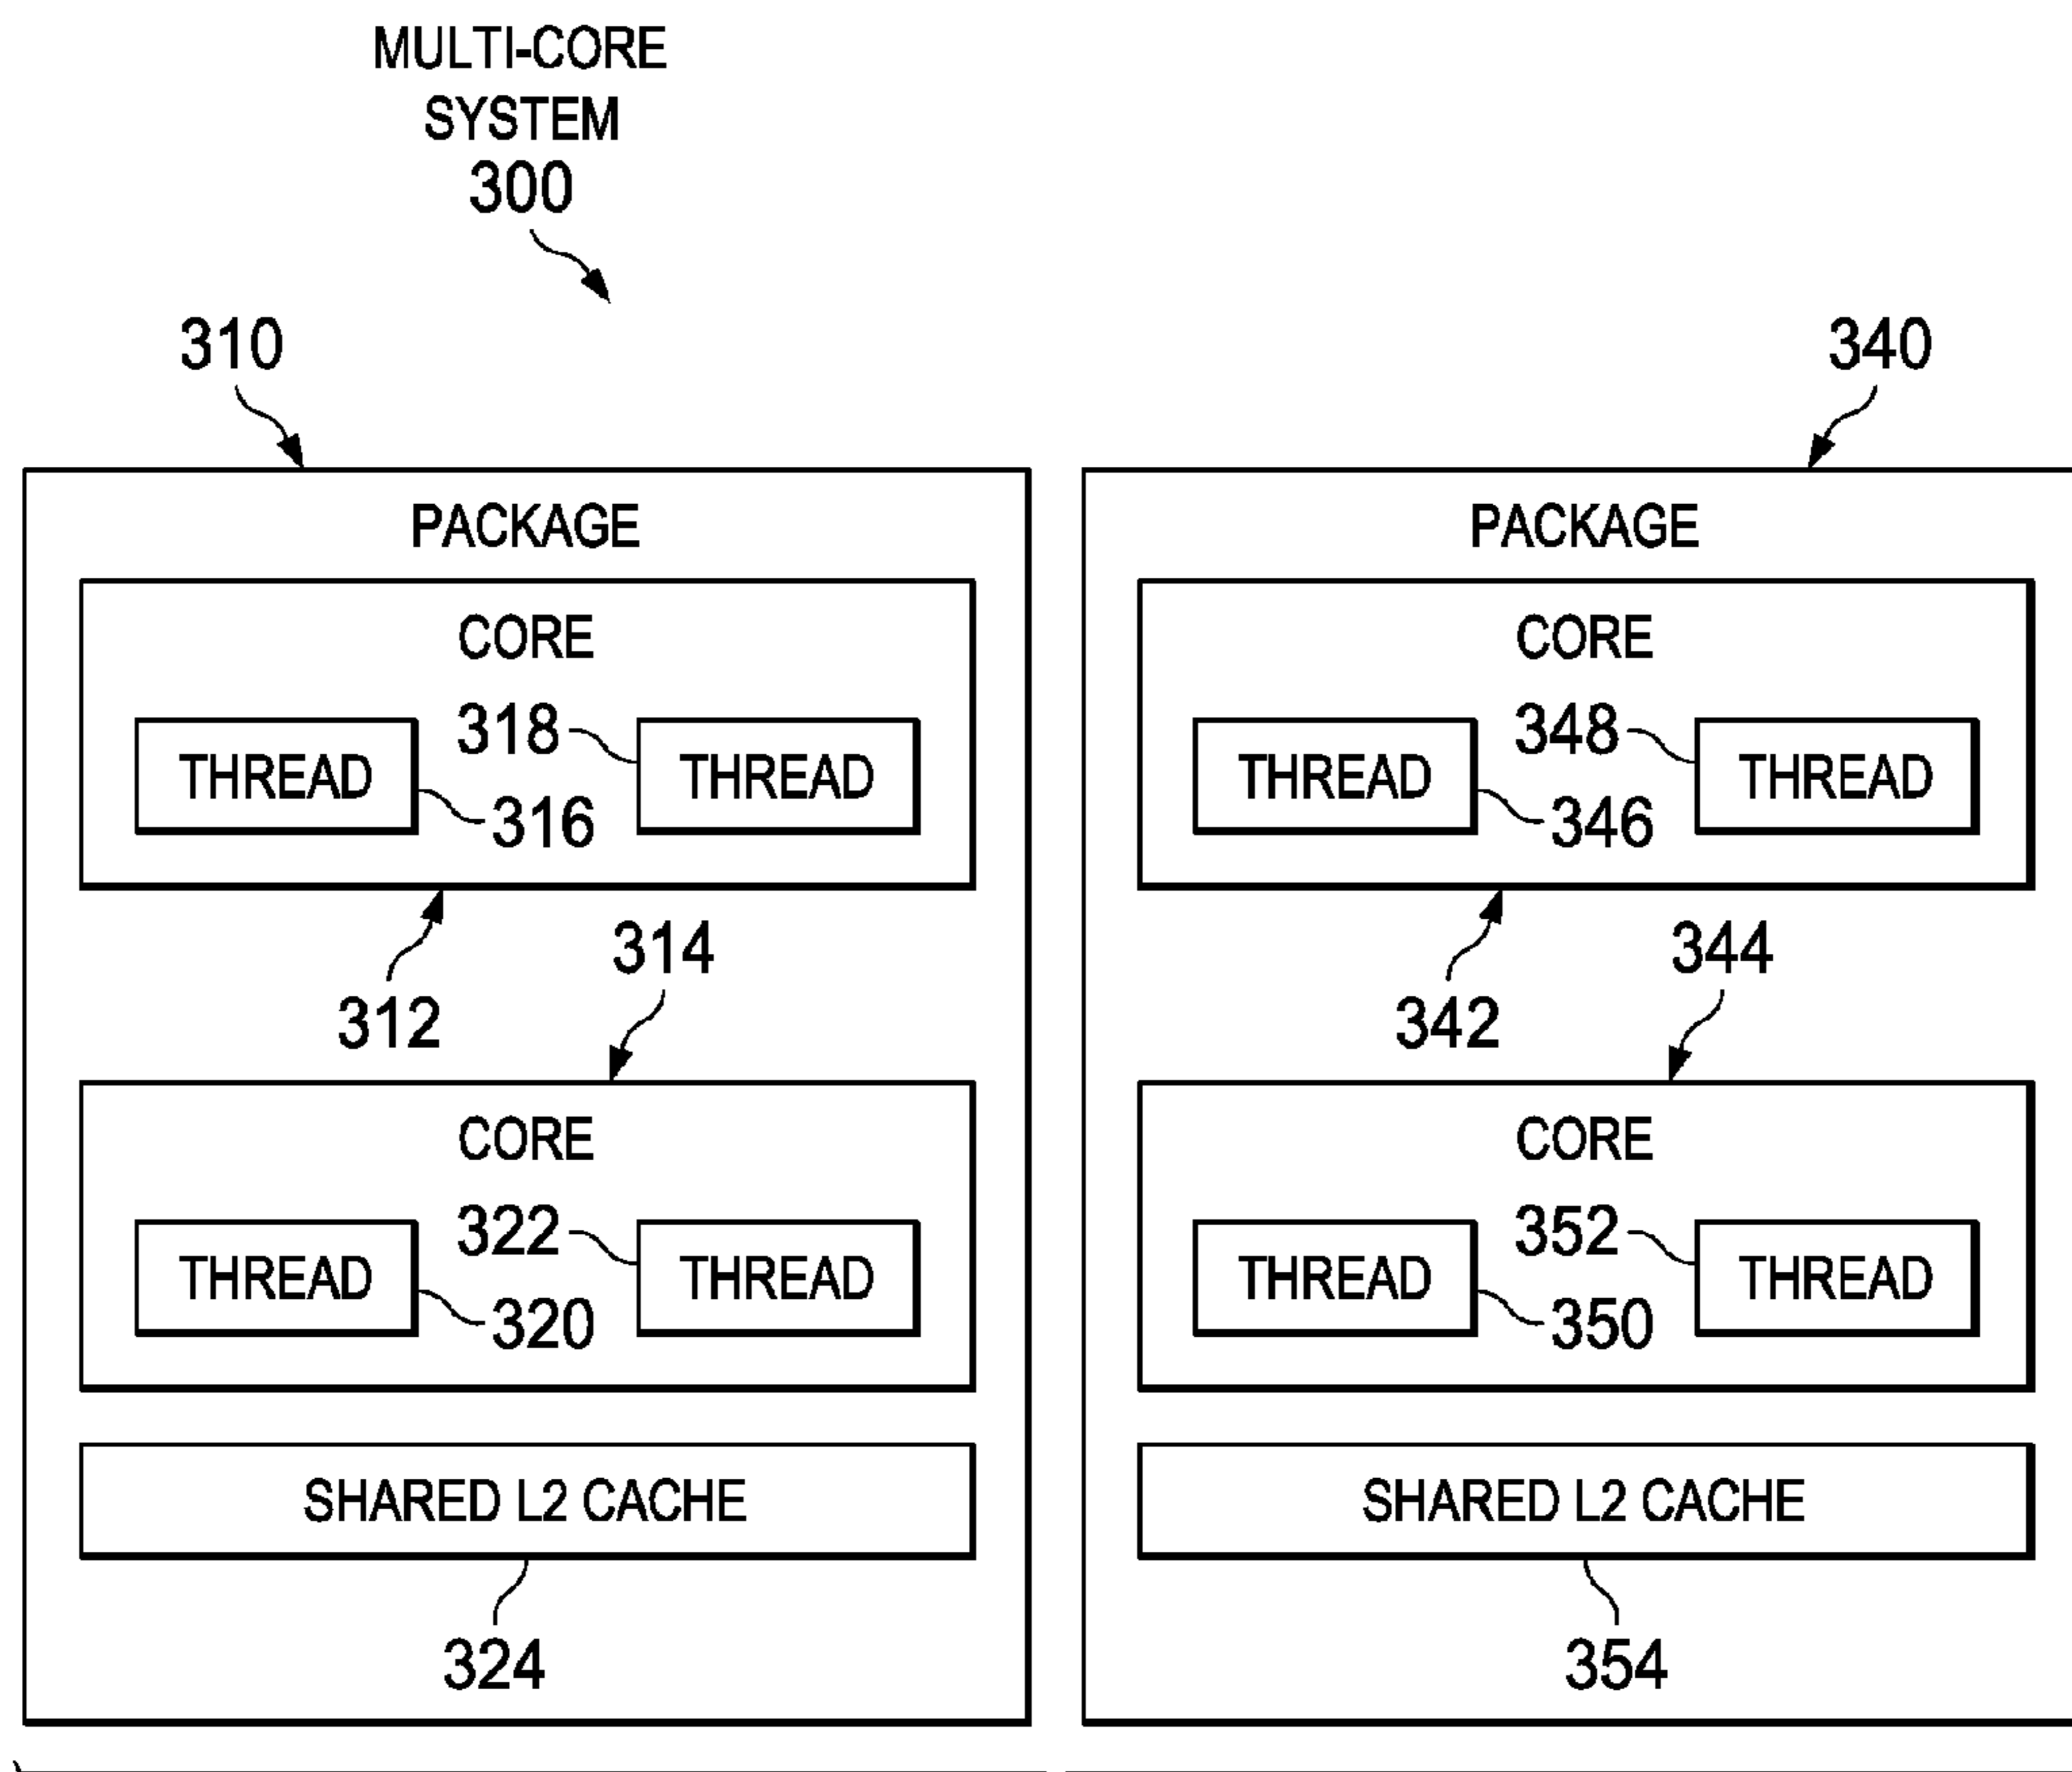 MULTI-CORE
SYSTEM
300
310
340
PACKAGE
CORE
318
THREAD
THREAD
316
312
314
CORE
322
THREAD
THREAD
320
SHARED L2 CACHE
324
PACKAGE
CORE
348
THREAD
THREAD
346
342
344
CORE
352
THREAD
THREAD
350
SHARED L2 CACHE
354